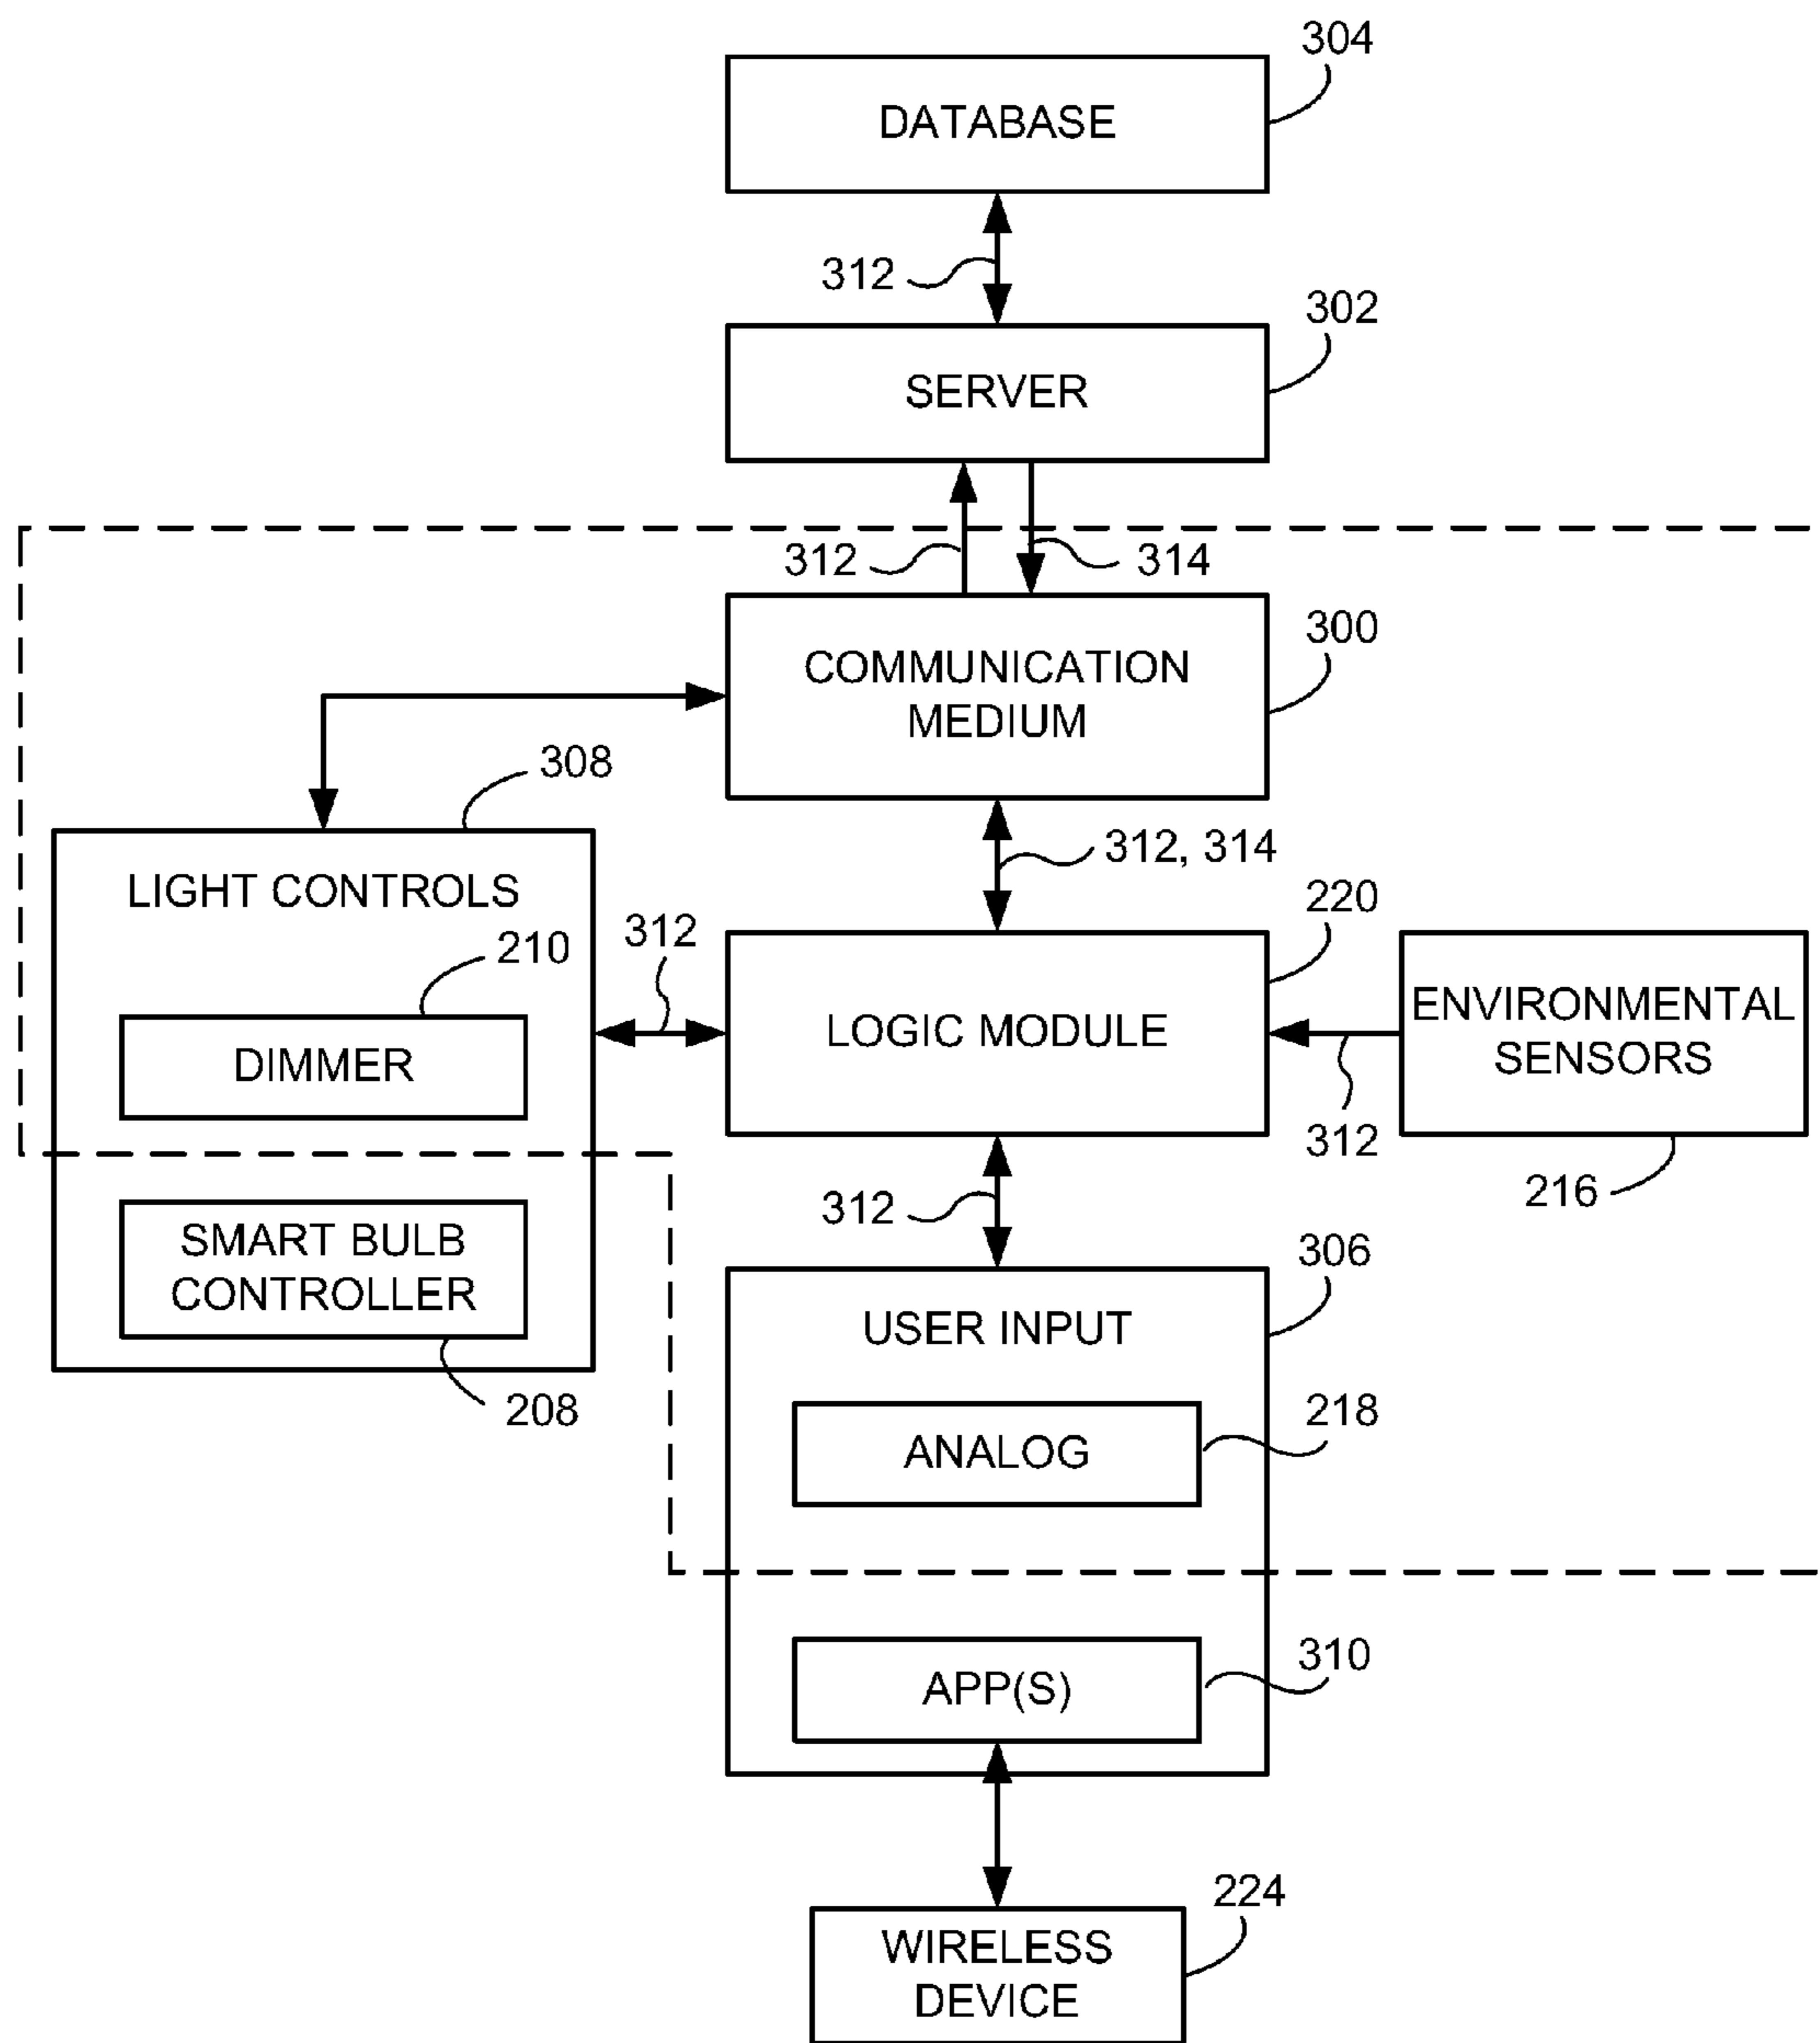 304
DATABASE
312
302
SERVER
312
314
300
COMMUNICATION
MEDIUM
308
312, 314
LIGHT CONTROLS
220
210
312
ENVIRONMENTAL
SENSORS
LOGIC MODULE
DIMMER
312
216
312
SMART BULB
CONTROLLER
306
USER INPUT
208
218
ANALOG
310
APP(S)
224
WIRELESS
DEVICE